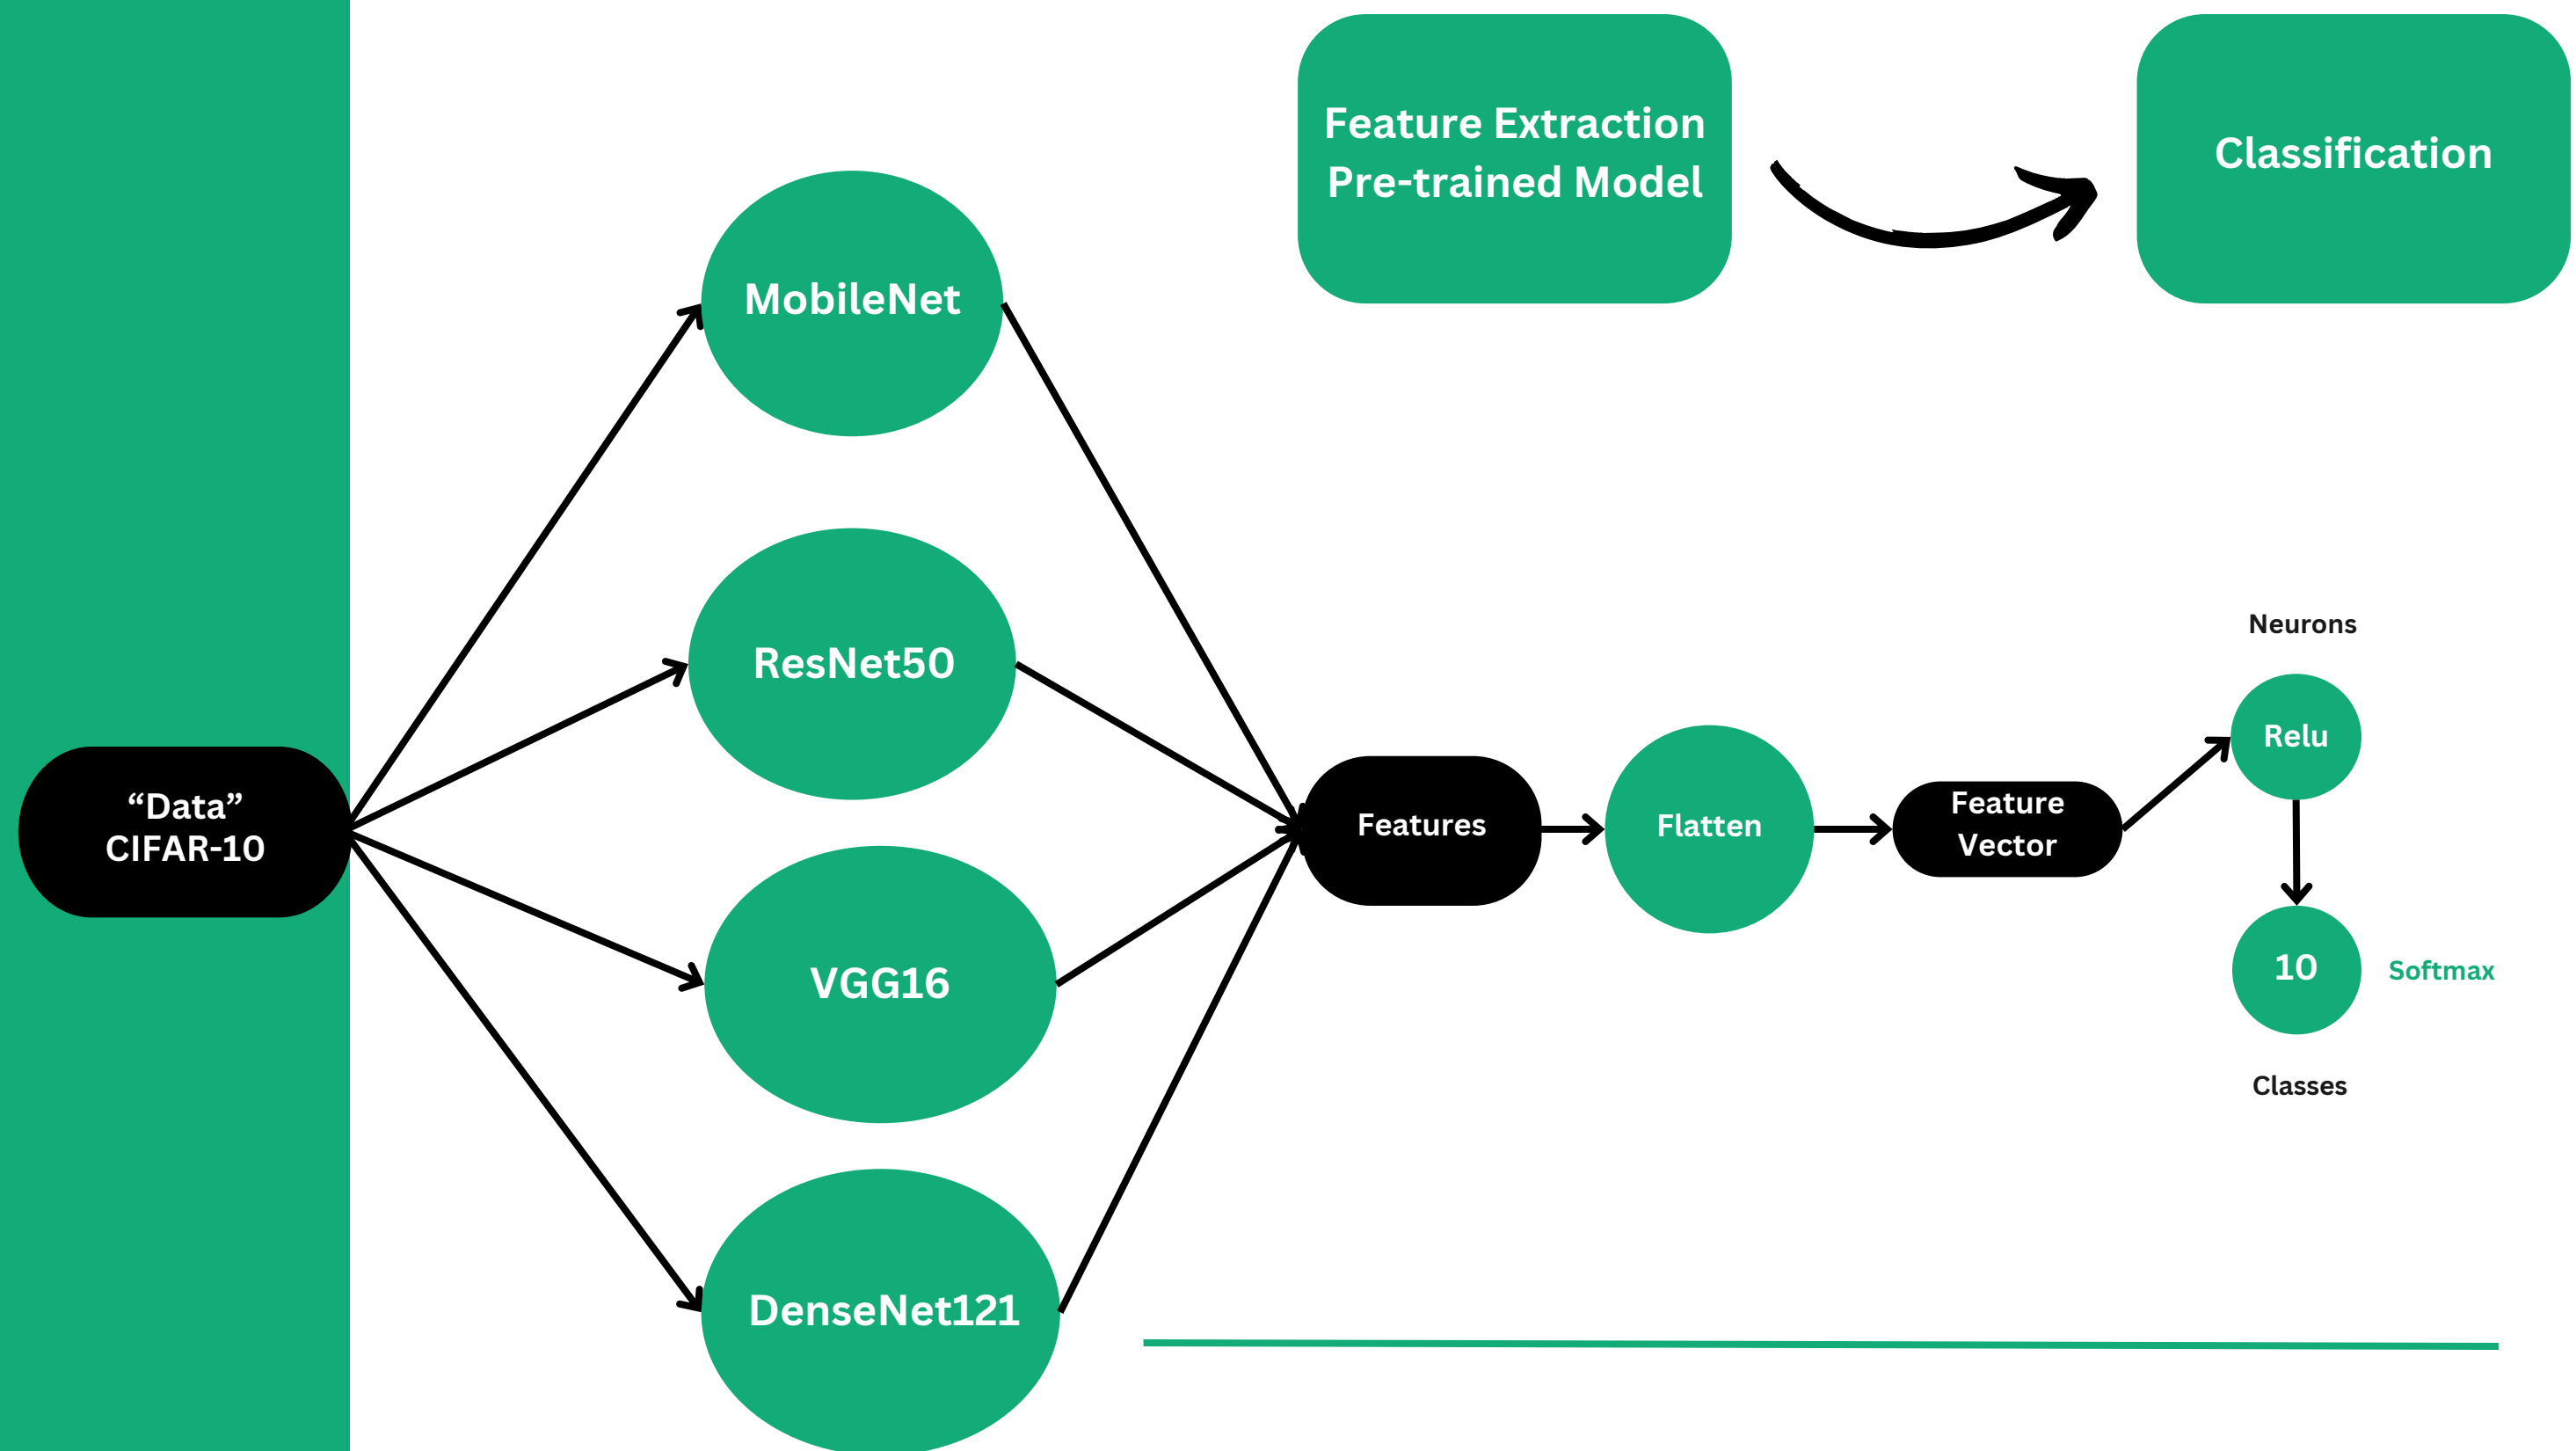 Feature Extraction
Pre-trained Model
Classification
MobileNet
ResNet50
“Data”
CIFAR-10
VGG16
DenseNet121
Features
Flatten
Feature
Vector
Neurons
Relu
10
Softmax
Classes